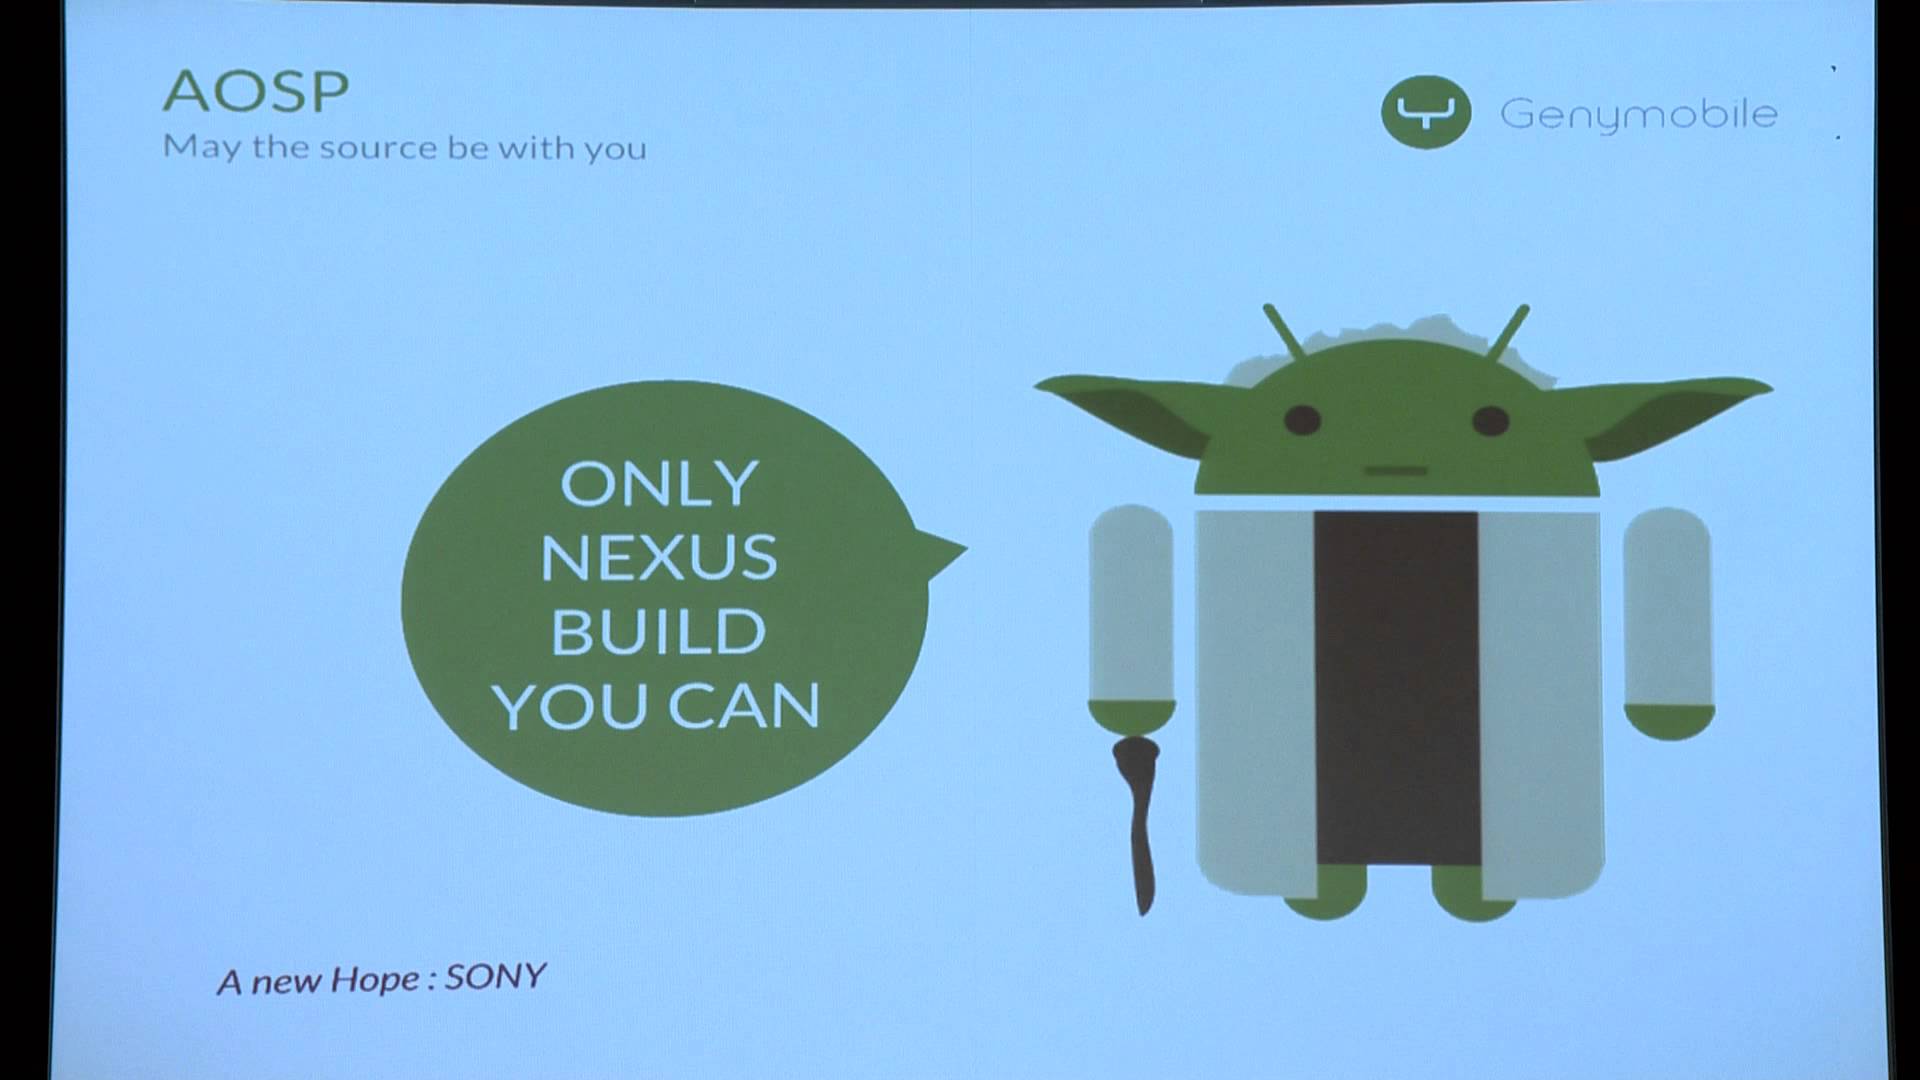 AOSP
May the source be with you
Genymobile
ONLY
NEXUS
BUILD
YOU CAN
A new Hope : SONY